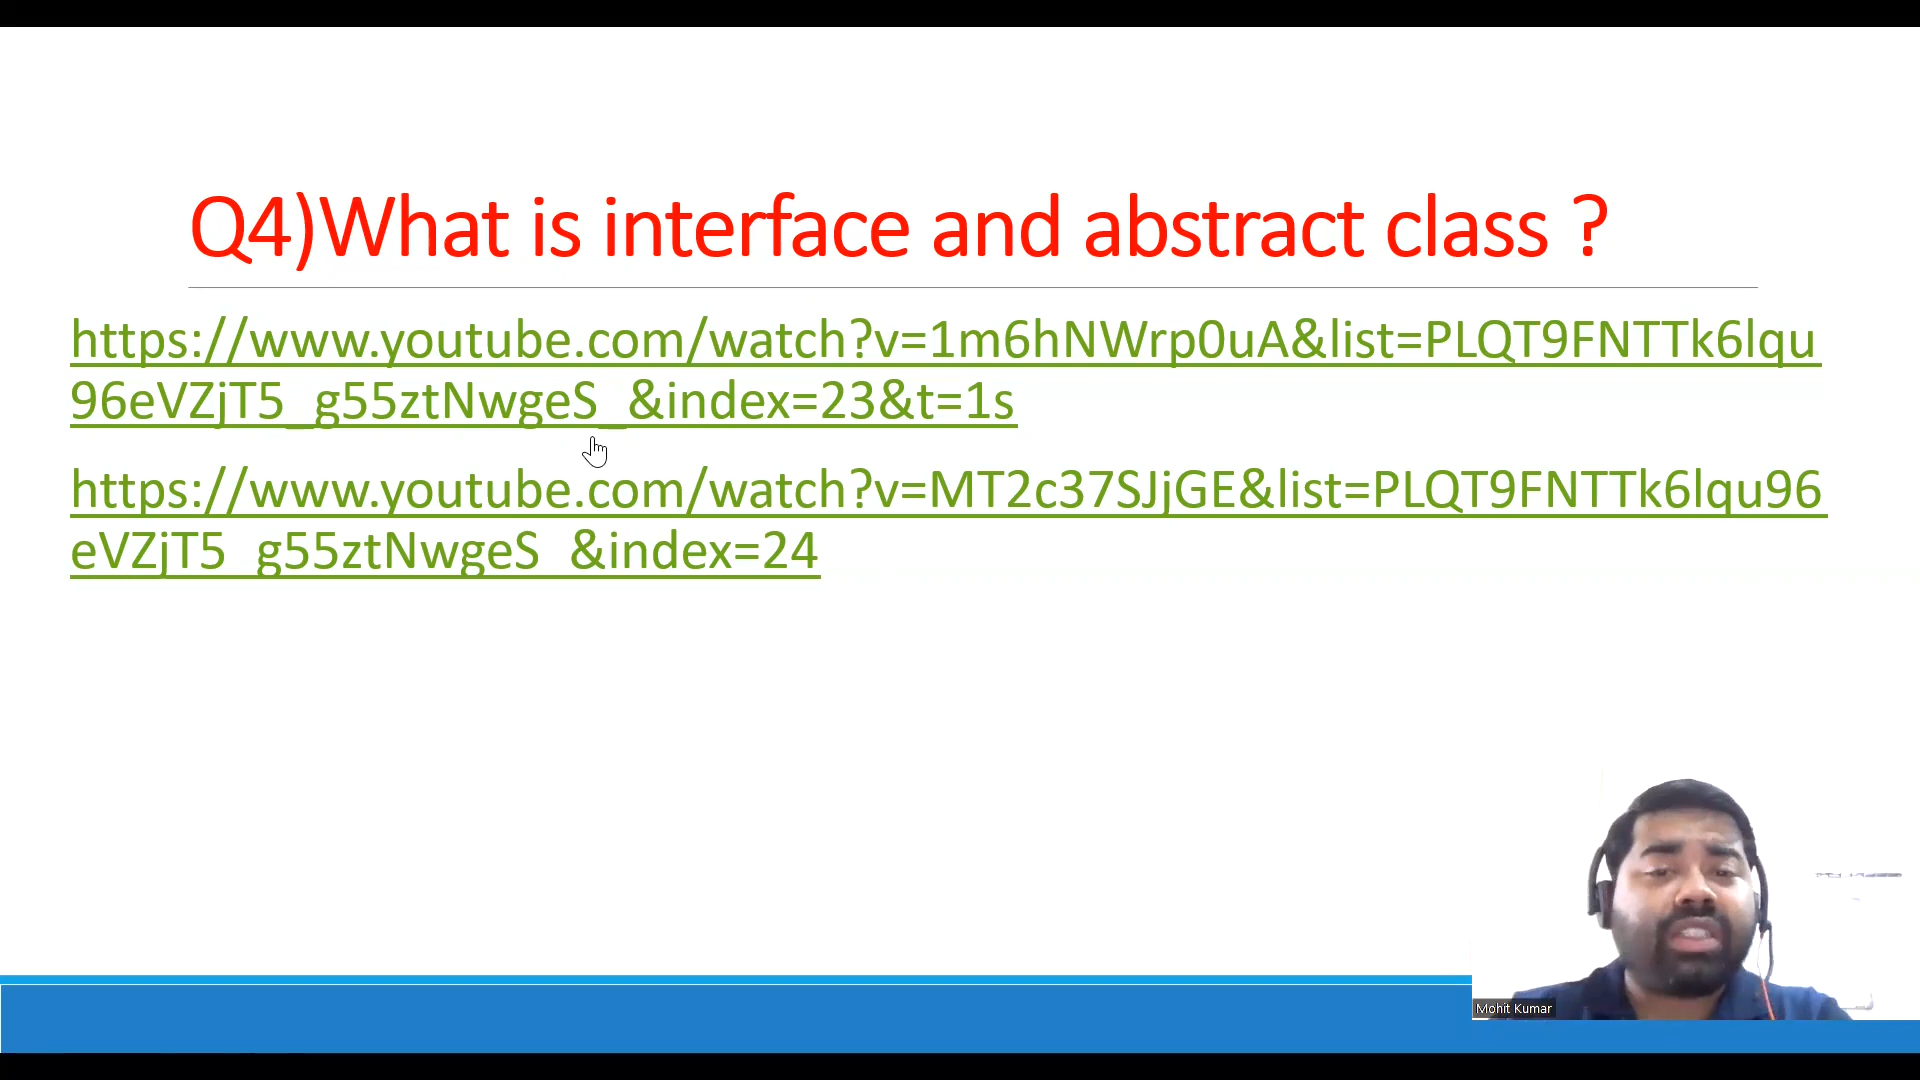 Q4)What is interface and abstract class ?
https://www.youtube.com/watch?v=1m6hNWrp0uA&list=PLQT9FNTTk6lqu
96eVZjT5_g55ztNwgeS_&index=23&t=1s
https://www.youtube.com/watch?v=MT2c37SJjGE&list=PLQT9FNTTk6lqu96
eVZjT5_g55ztNwgeS_&index=24
Mohit Kumar